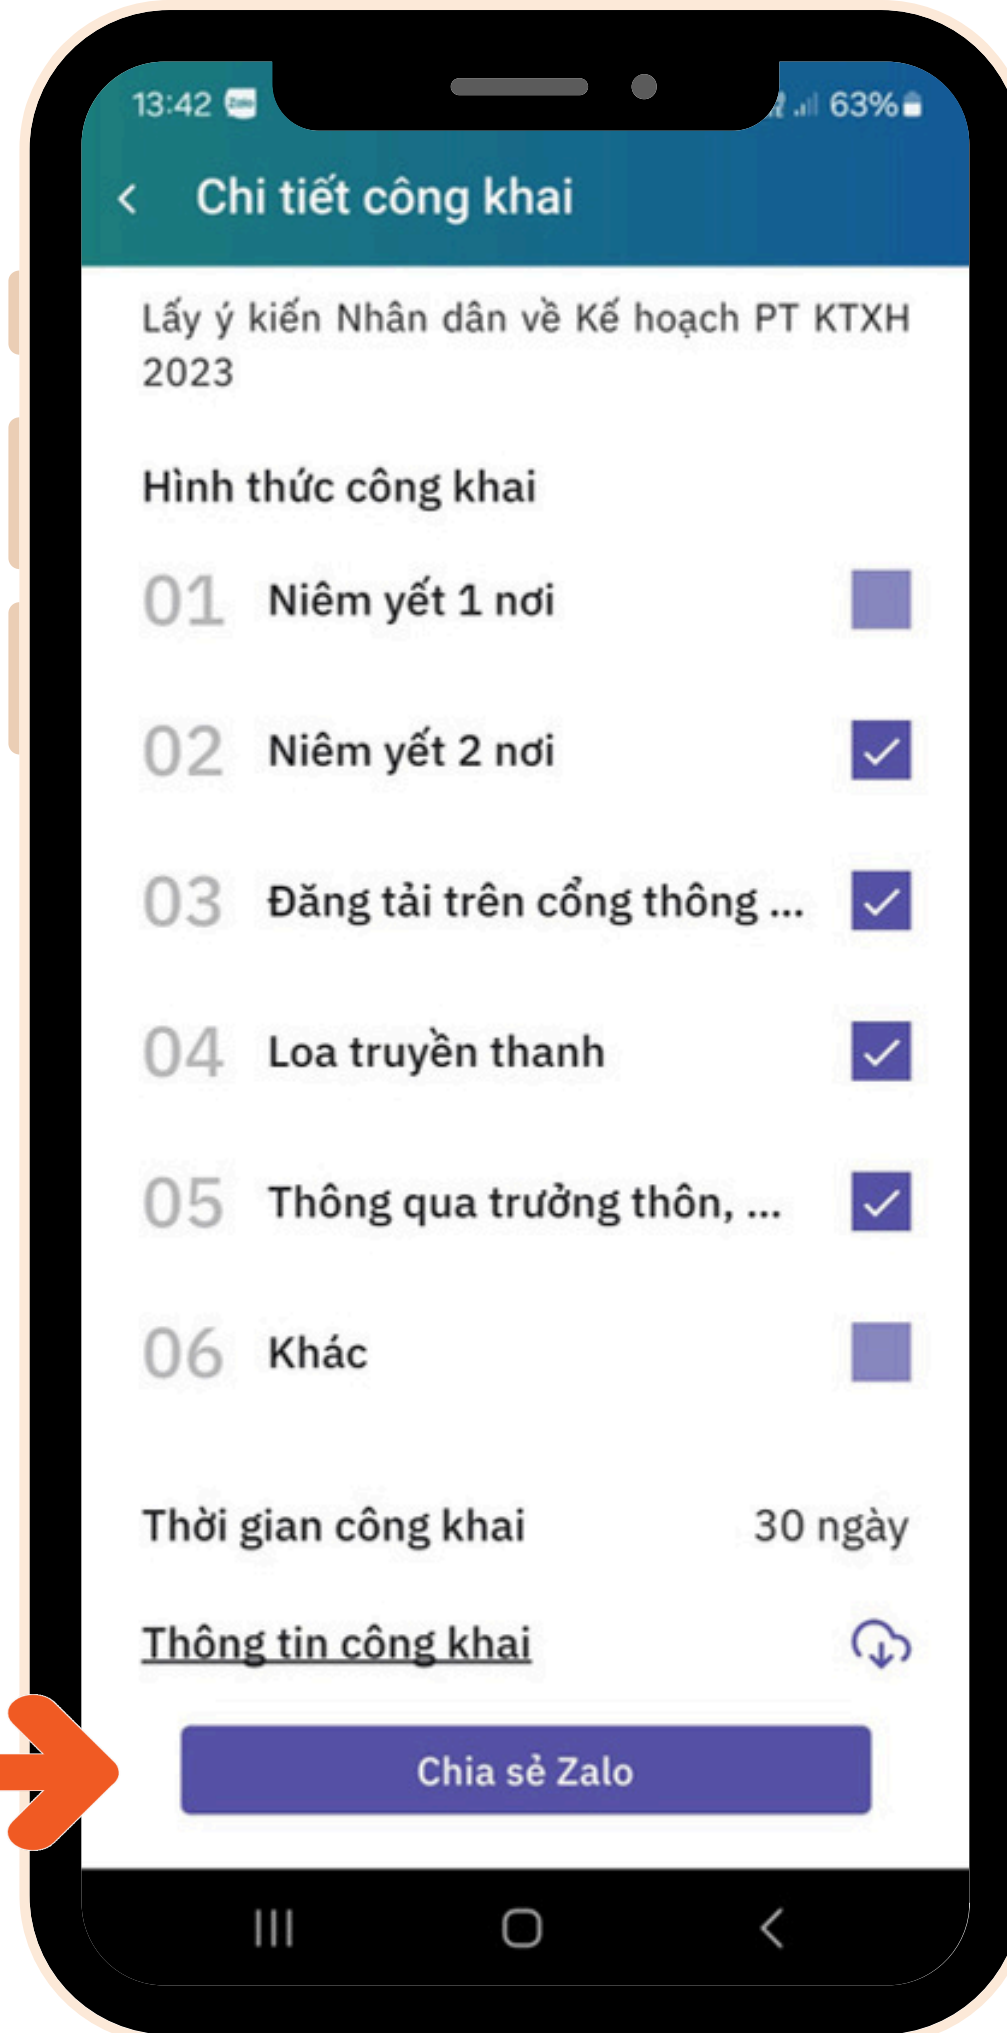 13:42 Zalo 63%
Chi tiết công khai
Lấy ý kiến Nhân dân về Kế hoạch PT KTXH
2023
Hình thức công khai
01 Niêm yết 1 nơi
02 Niêm yết 2 nơi
03 Đăng tải trên cổng thông ...
04 Loa truyền thanh
05 Thông qua trưởng thôn, ...
06 Khác
Thời gian công khai 30 ngày
Thông tin công khai
Chia sẻ Zalo